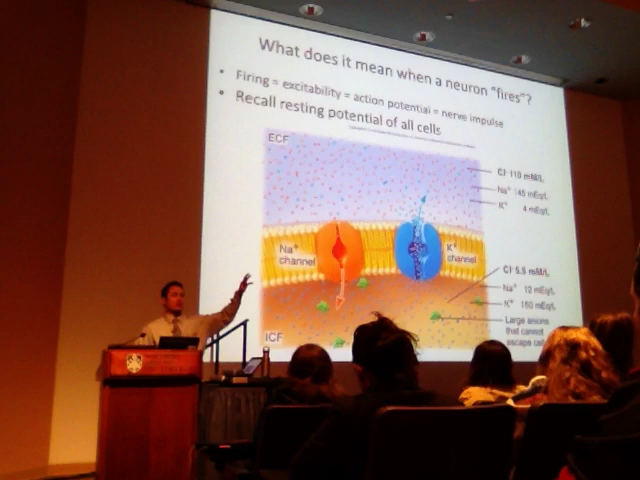 What does it mean when a neuron "fires"?
• Firing = excitability = action potential = nerve impulse
• Recall resting potential of all cells
ECF
Cl⁻ 110 mM/L
Na⁺ 145 mEq/L
K⁺ 4 mEq/L
Na⁺ channel
K⁺ channel
Cl⁻ 5.5 mM/L
Na⁺ 12 mEq/L
K⁺ 150 mEq/L
Large anions
that cannot
escape cell
ICF